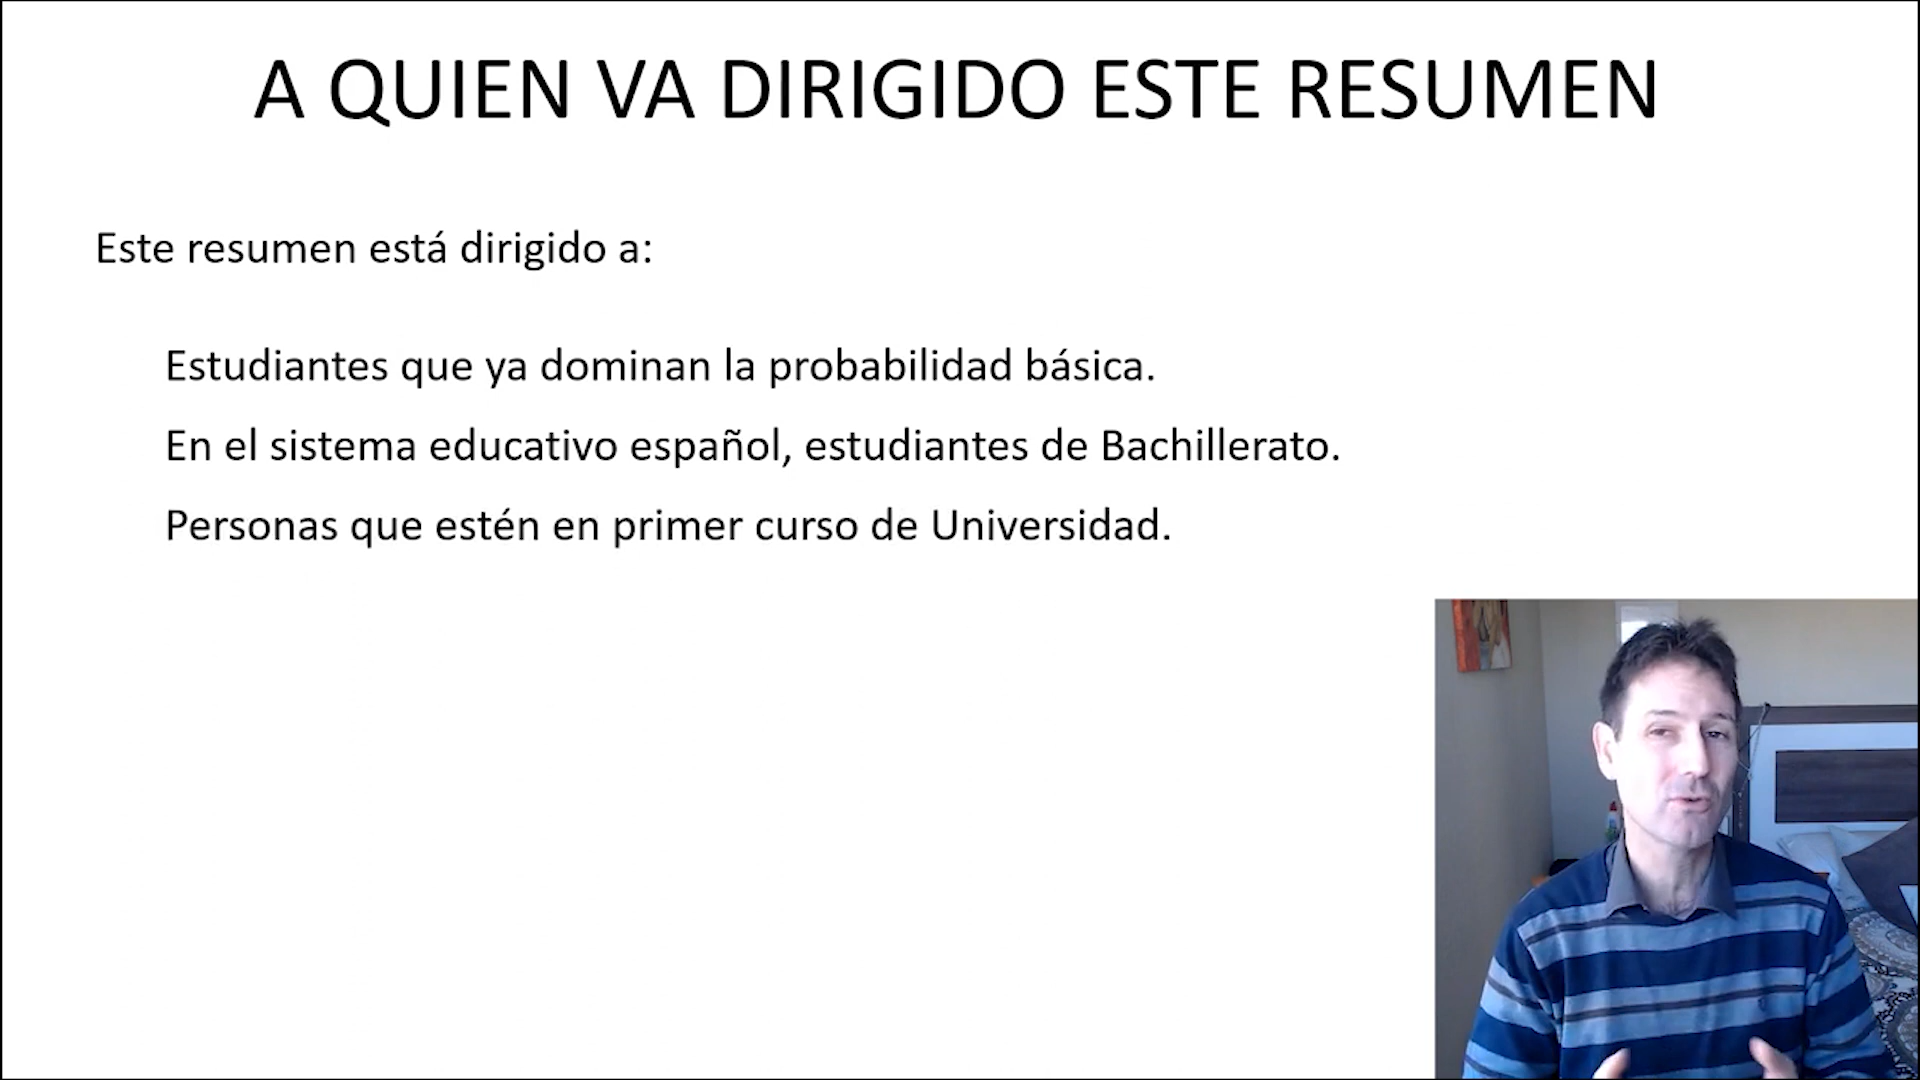 A QUIEN VA DIRIGIDO ESTE RESUMEN
Este resumen está dirigido a:
Estudiantes que ya dominan la probabilidad básica.
En el sistema educativo español, estudiantes de Bachillerato.
Personas que estén en primer curso de Universidad.